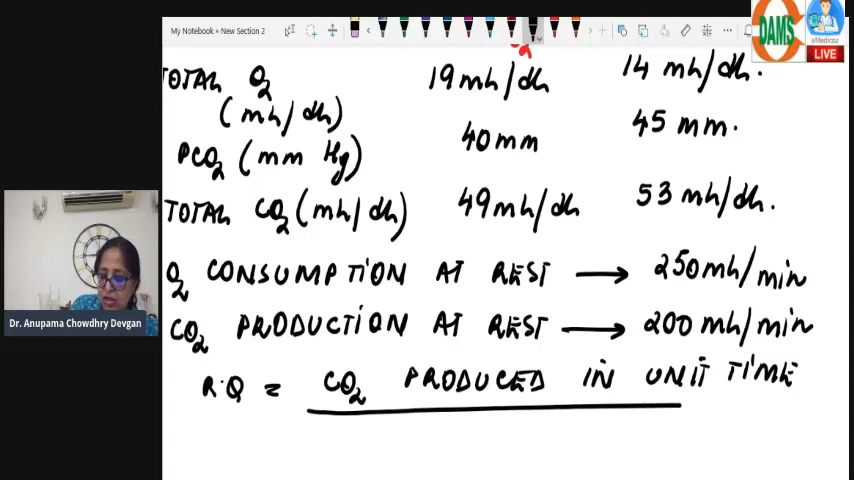 My Notebook » New Section 2
DAMS
eMedicoz
LIVE
TOTAL O2 19 ml/dl 14 ml/dl.
(ml/dl)
PCO2 (mm Hg) 40mm 45 mm.
TOTAL CO2 (ml/dl) 49 ml/dl 53 ml/dl.
O2 CONSUMPTION AT REST → 250 ml/min
CO2 PRODUCTION AT REST → 200 ml/min
R.Q = CO2 PRODUCED IN UNIT TIME
Dr. Anupama Chowdhry Devgan